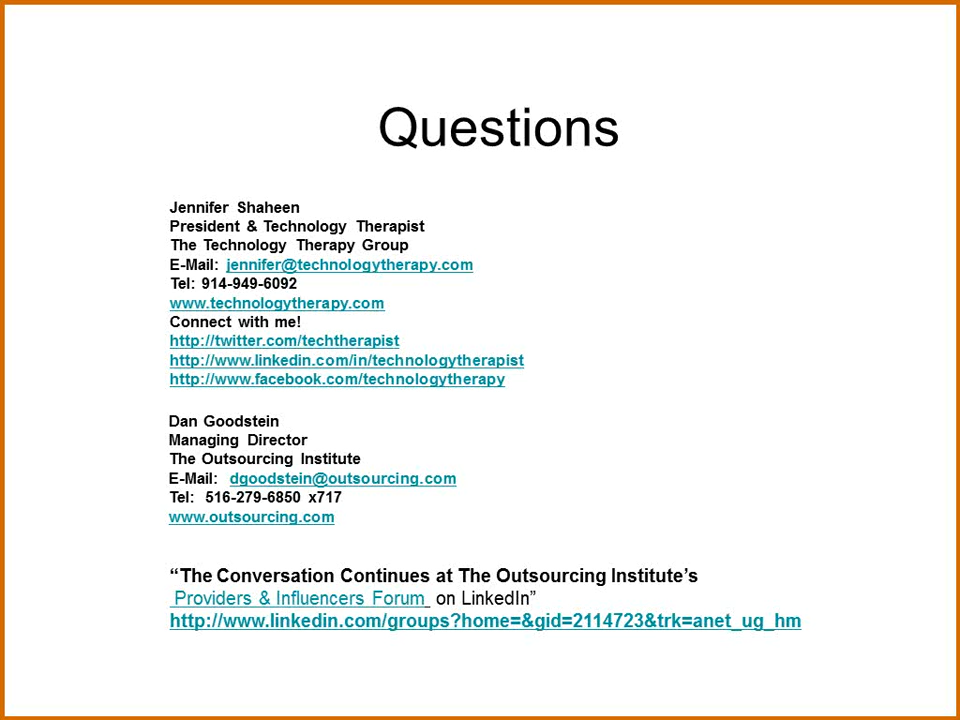 Questions
Jennifer Shaheen
President & Technology Therapist
The Technology Therapy Group
E-Mail: jennifer@technologytherapy.com
Tel: 914-949-6092
www.technologytherapy.com
Connect with me!
http://twitter.com/techtherapist
http://www.linkedin.com/in/technologytherapist
http://www.facebook.com/technologytherapy
Dan Goodstein
Managing Director
The Outsourcing Institute
E-Mail: dgoodstein@outsourcing.com
Tel: 516-279-6850 x717
www.outsourcing.com
“The Conversation Continues at The Outsourcing Institute’s
Providers & Influencers Forum on LinkedIn”
http://www.linkedin.com/groups?home=&gid=2114723&trk=anet_ug_hm